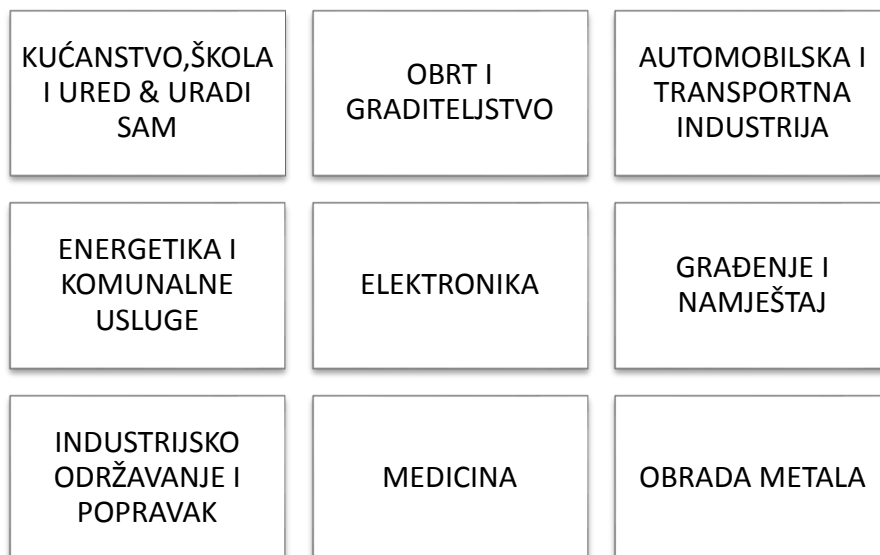 KUĆANSTVO,ŠKOLA
I URED & URADI
SAM
OBRT I
GRADITELJSTVO
AUTOMOBILSKA I
TRANSPORTNA
INDUSTRIJA
ENERGETIKA I
KOMUNALNE
USLUGE
ELEKTRONIKA
GRAĐENJE I
NAMJEŠTAJ
INDUSTRIJSKO
ODRŽAVANJE I
POPRAVAK
MEDICINA
OBRADA METALA